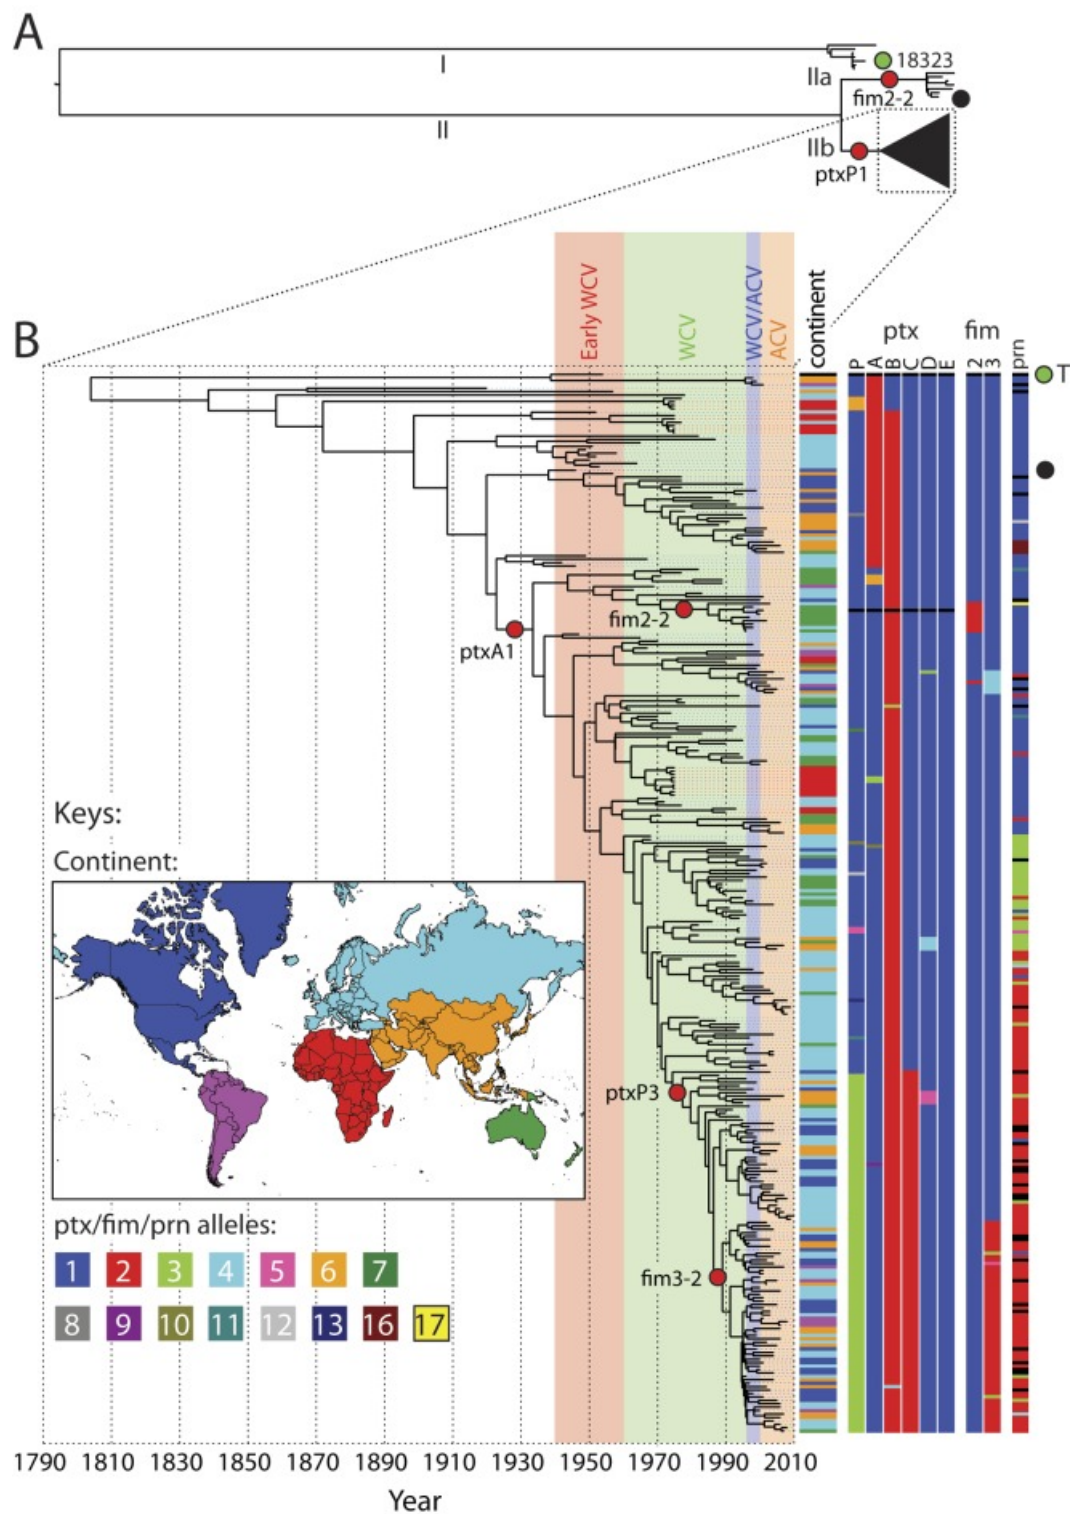 A
I
18323
IIa
fim2-2
II
IIb
ptxP1
Early WCV
WCV
WCV/ACV
ACV
continent
ptx
fim
B
P
A
B
C
D
E
2
3
prn
T
fim2-2
ptxA1
Keys:
Continent:
ptxP3
ptx/fim/prn alleles:
1 2 3 4 5 6 7
fim3-2
8 9 10 11 12 13 16 17
1790 1810 1830 1850 1870 1890 1910 1930 1950 1970 1990 2010
Year